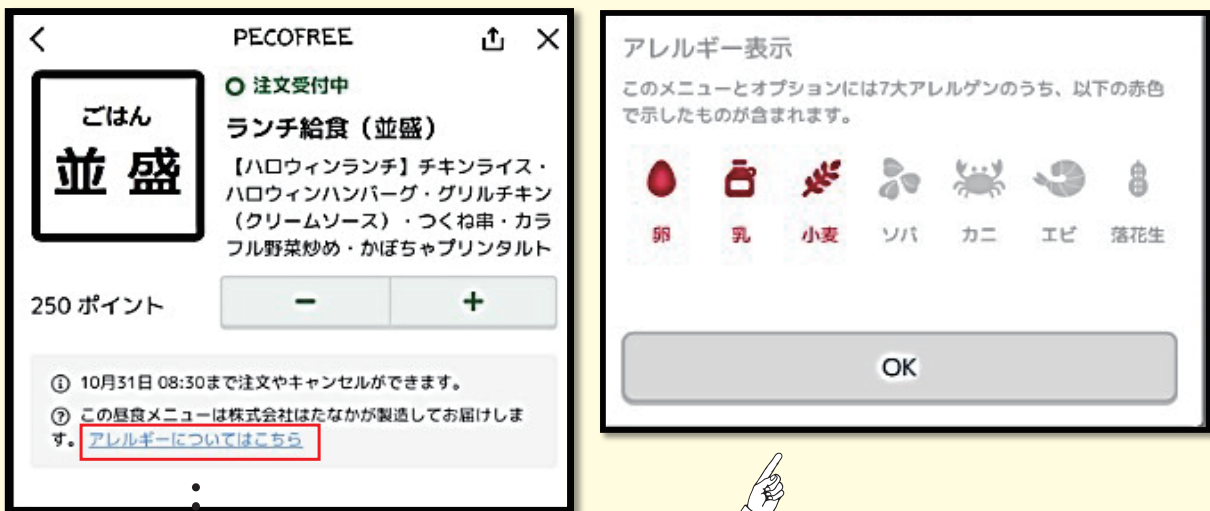 PECOFREE
ごはん
並 盛
注文受付中
ランチ給食（並盛）
【ハロウィンランチ】チキンライス・
ハロウィンハンバーグ・グリルチキン
（クリームソース）・つくね串・カラ
フル野菜炒め・かぼちゃプリンタルト
250 ポイント
− +
10月31日 08:30まで注文やキャンセルができます。
この昼食メニューは株式会社はたなかが製造してお届けしま
す。 アレルギーについてはこちら
アレルギー表示
このメニューとオプションには7大アレルゲンのうち、以下の赤色
で示したものが含まれます。
卵 乳 小麦 ソバ カニ エビ 落花生
OK